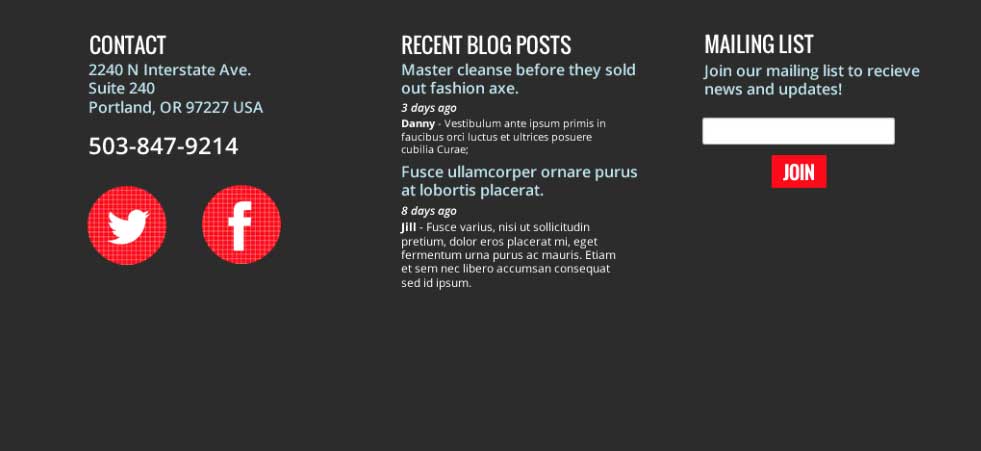 CONTACT
2240 N Interstate Ave.
Suite 240
Portland, OR 97227 USA
503-847-9214
RECENT BLOG POSTS
Master cleanse before they sold
out fashion axe.
3 days ago
Danny - Vestibulum ante ipsum primis in
faucibus orci luctus et ultrices posuere
cubilia Curae;
Fusce ullamcorper ornare purus
at lobortis placerat.
8 days ago
Jill - Fusce varius, nisi ut sollicitudin
pretium, dolor eros placerat mi, eget
fermentum urna purus ac mauris. Etiam
et sem nec libero accumsan consequat
sed id ipsum.
MAILING LIST
Join our mailing list to recieve
news and updates!
JOIN